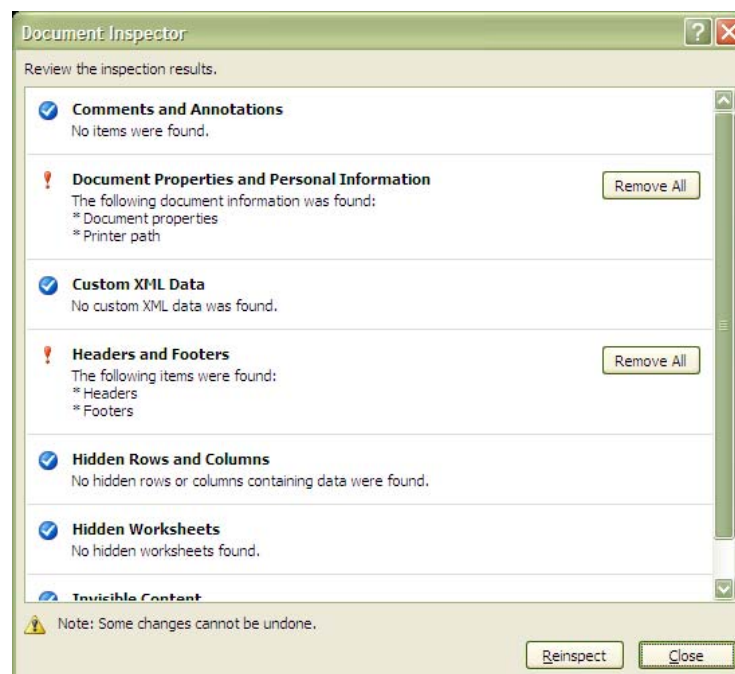 Document Inspector
Review the inspection results.
Comments and Annotations
No items were found.
Document Properties and Personal Information
Remove All
The following document information was found:
* Document properties
* Printer path
Custom XML Data
No custom XML data was found.
Headers and Footers
Remove All
The following items were found:
* Headers
* Footers
Hidden Rows and Columns
No hidden rows or columns containing data were found.
Hidden Worksheets
No hidden worksheets found.
Invisible Content
Note: Some changes cannot be undone.
Reinspect Close